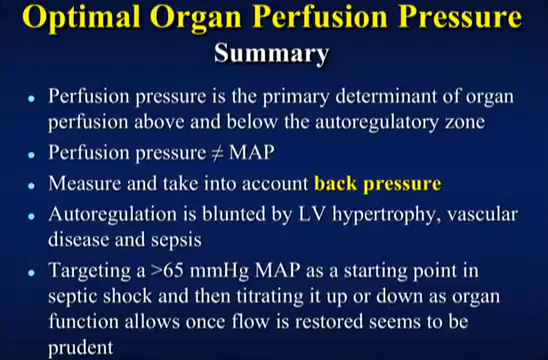 Optimal Organ Perfusion Pressure
Summary
• Perfusion pressure is the primary determinant of organ
perfusion above and below the autoregulatory zone
• Perfusion pressure ≠ MAP
• Measure and take into account back pressure
• Autoregulation is blunted by LV hypertrophy, vascular
disease and sepsis
• Targeting a >65 mmHg MAP as a starting point in
septic shock and then titrating it up or down as organ
function allows once flow is restored seems to be
prudent